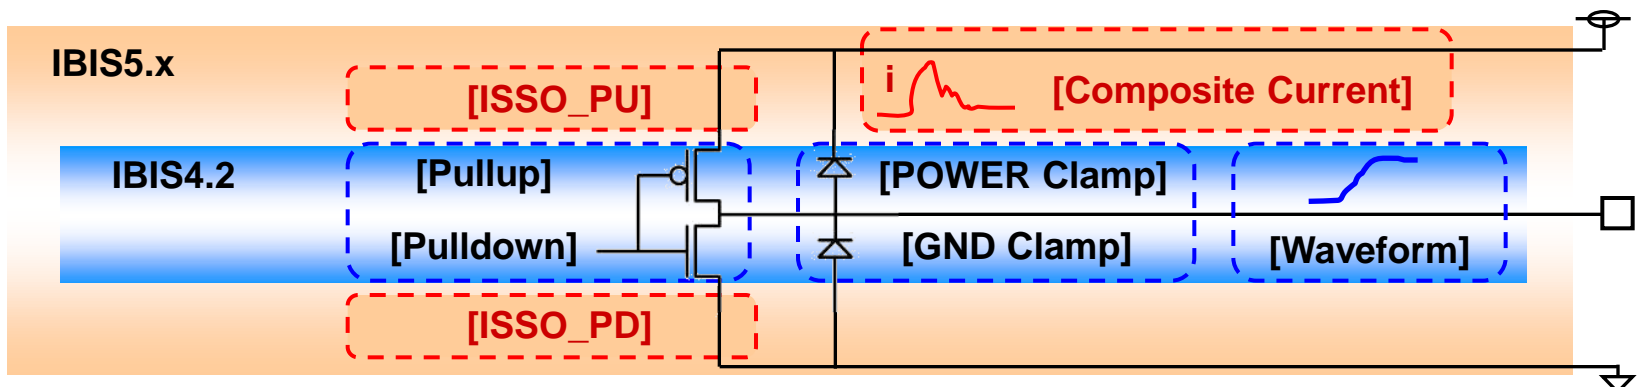 IBIS5.x
[ISSO_PU]
i
[Composite Current]
IBIS4.2
[Pullup]
[POWER Clamp]
[Pulldown]
[GND Clamp]
[Waveform]
[ISSO_PD]